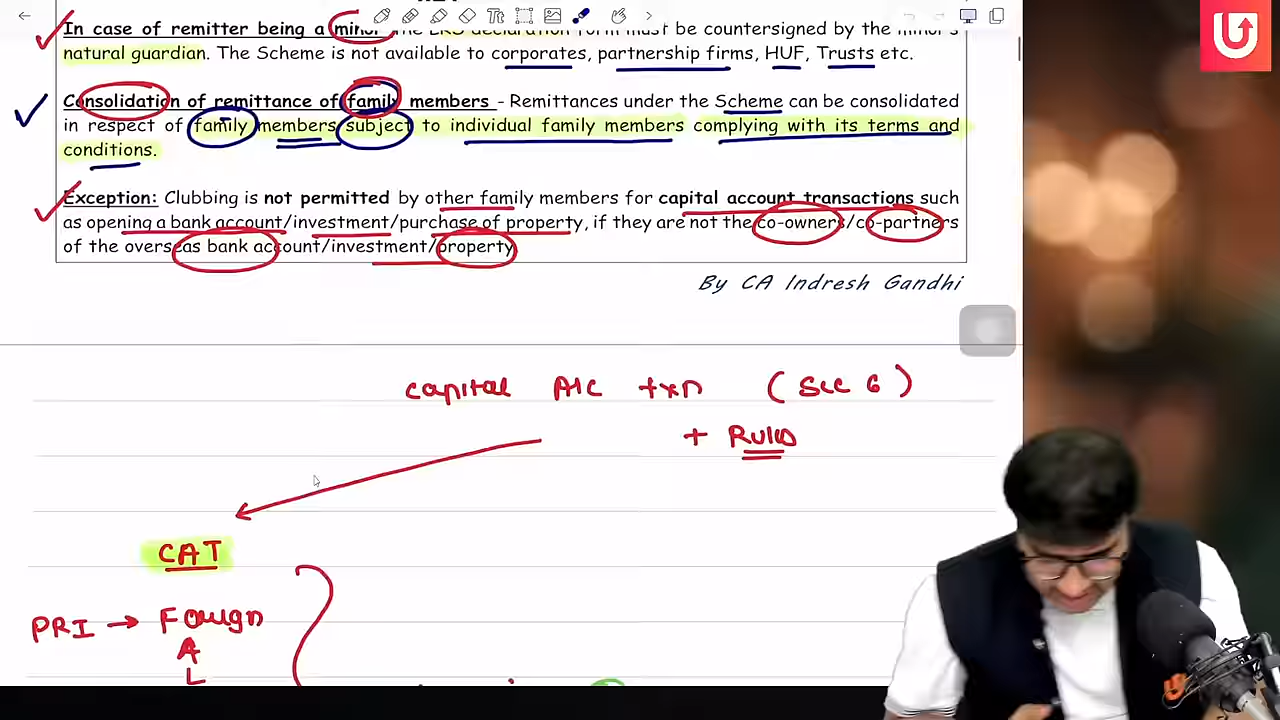 In case of remitter being a minor The LRS declaration form must be countersigned by the minor's
natural guardian. The Scheme is not available to corporates, partnership firms, HUF, Trusts etc.
Consolidation of remittance of family members - Remittances under the Scheme can be consolidated
in respect of family members subject to individual family members complying with its terms and
conditions.
Exception: Clubbing is not permitted by other family members for capital account transactions such
as opening a bank account/investment/purchase of property, if they are not the co-owners/co-partners
of the overseas bank account/investment/property
By CA Indresh Gandhi
capital A/C txn (Sec 6)
+ Rules
CAT
PRI → Foreign
A
L